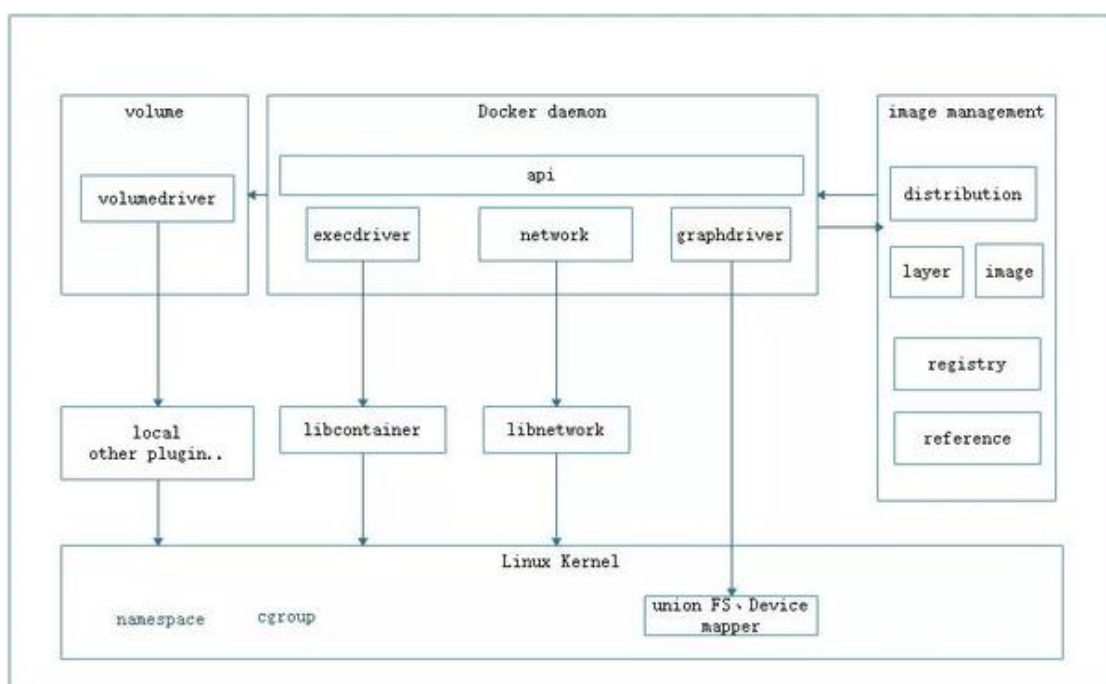 volume
Docker daemon
image management
api
volumedriver
distribution
execdriver
network
graphdriver
layer
image
registry
local
other plugin..
libcontainer
libnetwork
reference
Linux Kernel
namespace
cgroup
union FS、Device
mapper